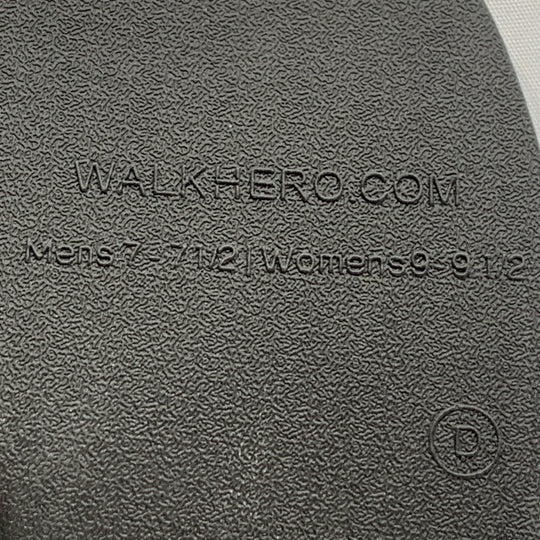 WALKHERO.COM
Mens 7 - 7 1/2 | Womens 9 - 9 1/2
D